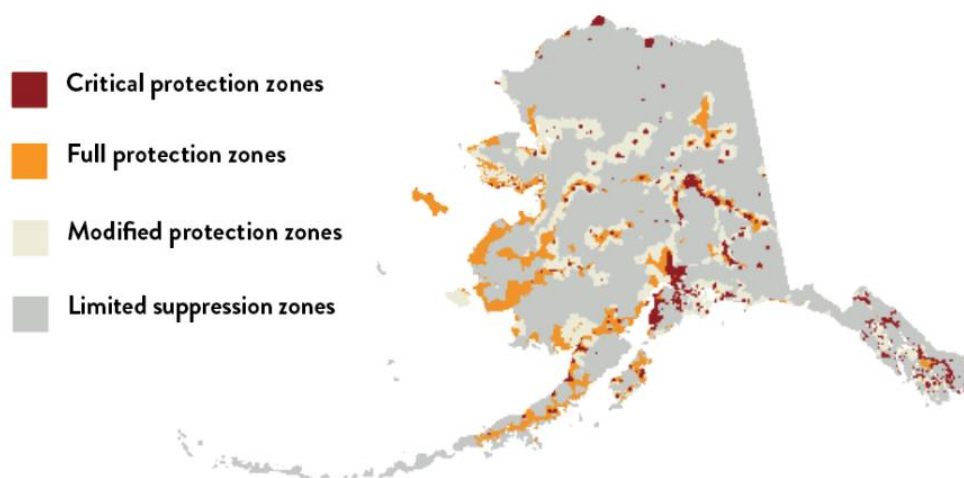 Critical protection zones
Full protection zones
Modified protection zones
Limited suppression zones